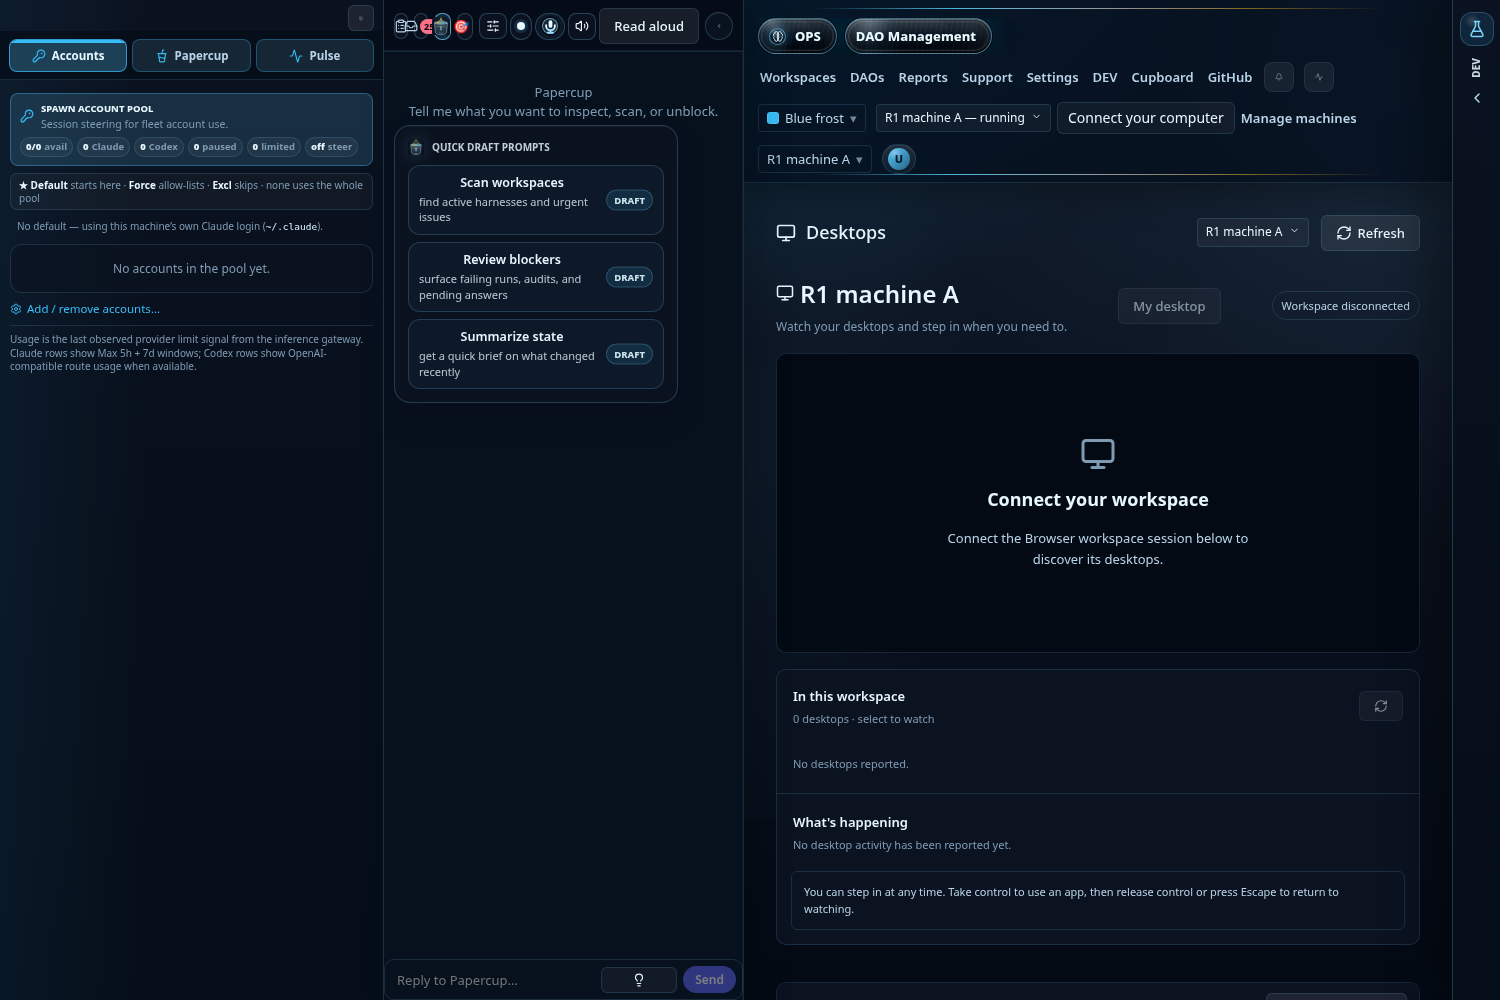 Accounts
Papercup
Pulse
SPAWN ACCOUNT POOL
Session steering for fleet account use.
0/0 avail
0 Claude
0 Codex
0 paused
0 limited
off steer
★ Default starts here · Force allow-lists · Excl skips · none uses the whole
pool
No default — using this machine's own Claude login (~/.claude).
No accounts in the pool yet.
Add / remove accounts...
Usage is the last observed provider limit signal from the inference gateway.
Claude rows show Max 5h + 7d windows; Codex rows show OpenAI-
compatible route usage when available.
Read aloud
Papercup
Tell me what you want to inspect, scan, or unblock.
QUICK DRAFT PROMPTS
Scan workspaces
find active harnesses and urgent
issues
DRAFT
Review blockers
surface failing runs, audits, and
pending answers
DRAFT
Summarize state
get a quick brief on what changed
recently
DRAFT
Reply to Papercup...
Send
OPS
DAO Management
Workspaces
DAOs
Reports
Support
Settings
DEV
Cupboard
GitHub
Blue frost
R1 machine A — running
Connect your computer
Manage machines
R1 machine A
U
Desktops
R1 machine A
Refresh
R1 machine A
Watch your desktops and step in when you need to.
My desktop
Workspace disconnected
Connect your workspace
Connect the Browser workspace session below to
discover its desktops.
In this workspace
0 desktops · select to watch
No desktops reported.
What's happening
No desktop activity has been reported yet.
You can step in at any time. Take control to use an app, then release control or press Escape to return to
watching.
DEV